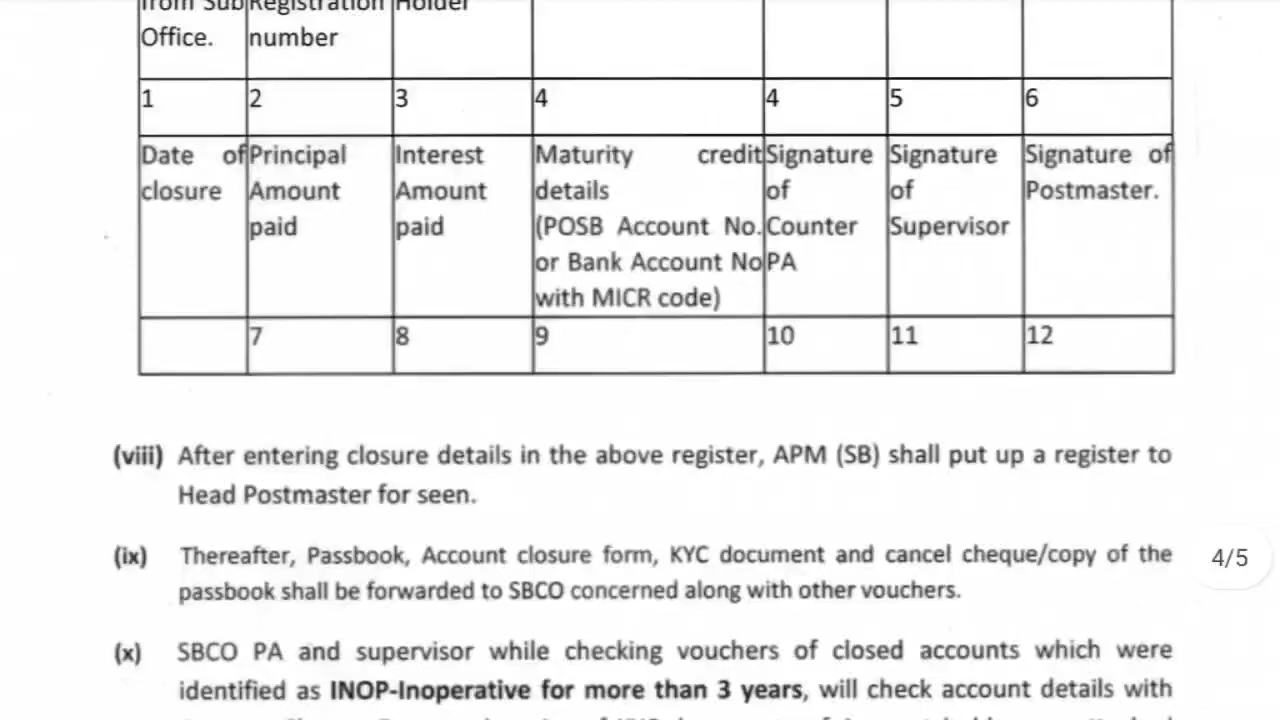 from Sub Registration Holder
Office. number
1 2 3 4 4 5 6
Date of Principal Interest Maturity credit Signature Signature Signature of
closure Amount Amount details of of Postmaster.
paid paid (POSB Account No. Counter Supervisor
or Bank Account No PA
with MICR code)
7 8 9 10 11 12
(viii) After entering closure details in the above register, APM (SB) shall put up a register to
Head Postmaster for seen.
(ix) Thereafter, Passbook, Account closure form, KYC document and cancel cheque/copy of the
4/5
passbook shall be forwarded to SBCO concerned along with other vouchers.
(x) SBCO PA and supervisor while checking vouchers of closed accounts which were
identified as INOP-Inoperative for more than 3 years, will check account details with